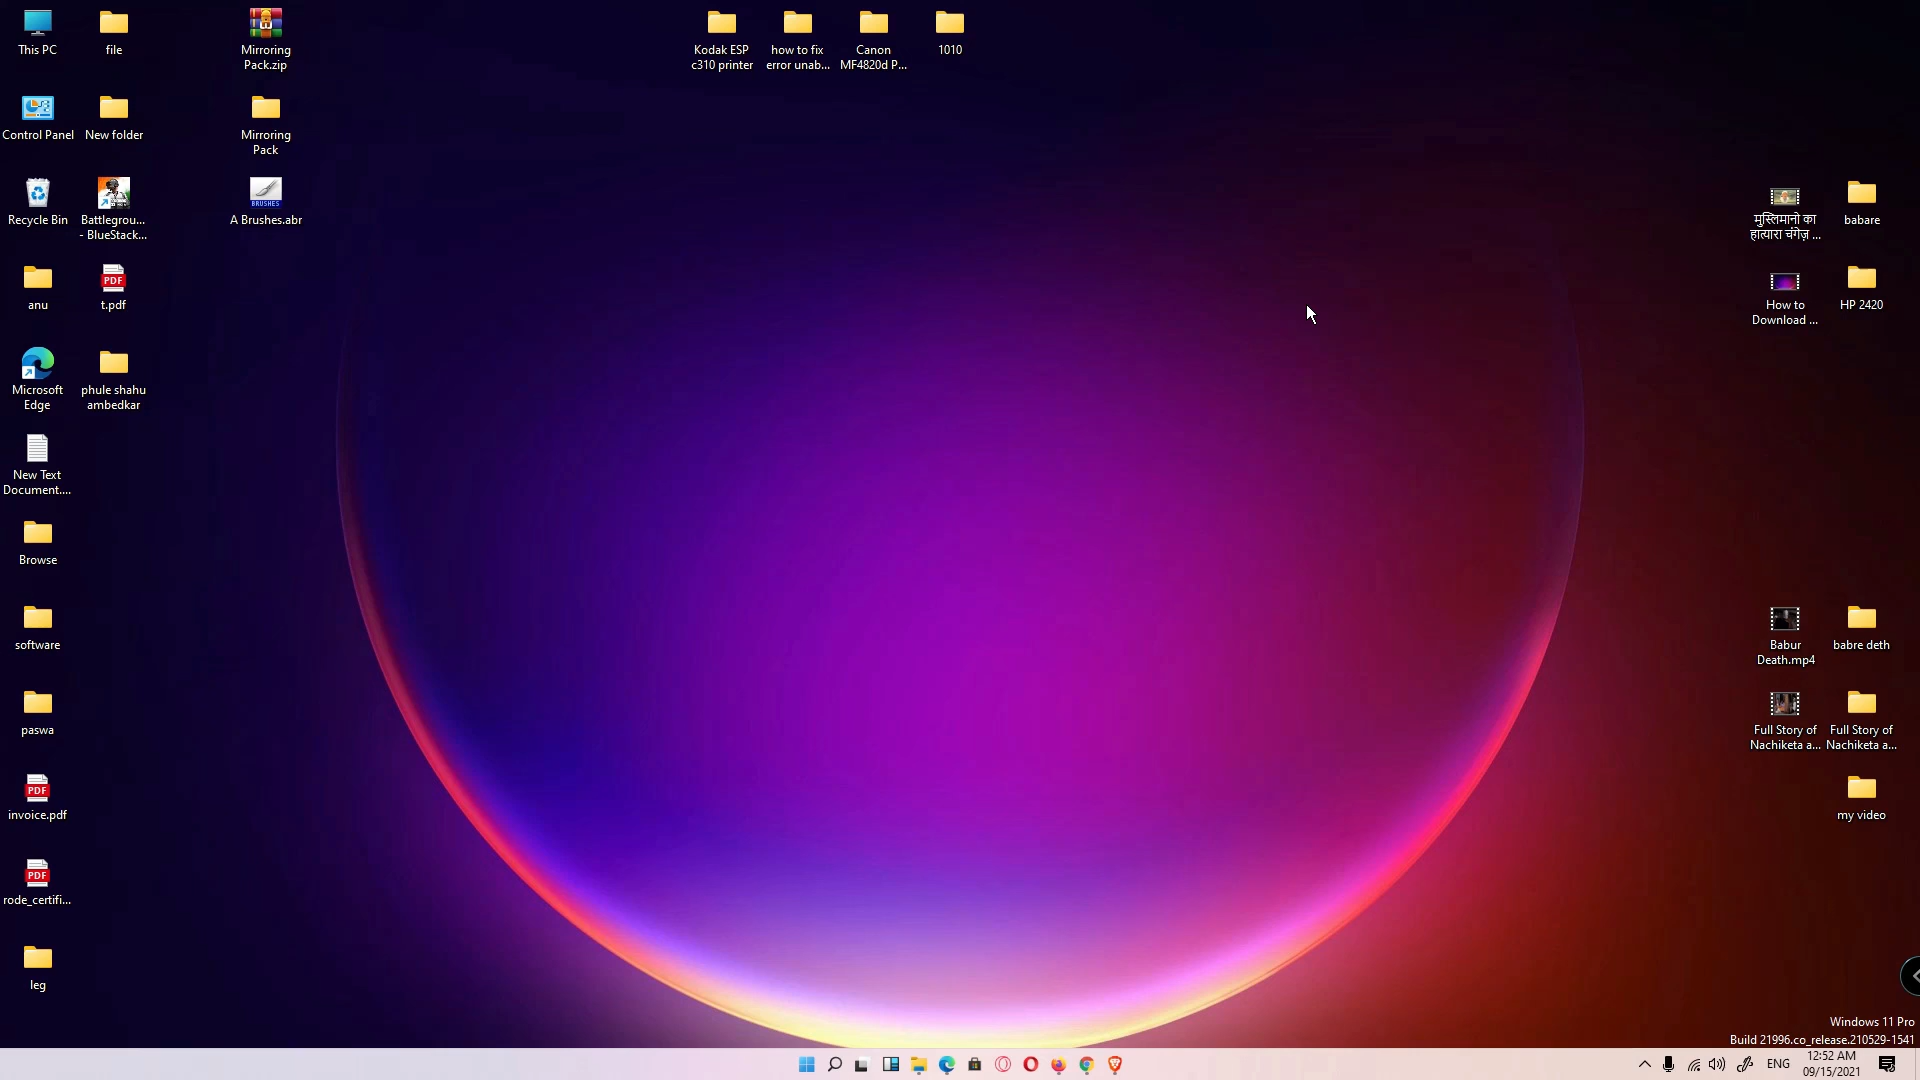 This PC
file
Mirroring
Pack.zip
Kodak ESP
c310 printer
how to fix
error unab...
Canon
MF4820d P...
1010
Control Panel
New folder
Mirroring
Pack
Recycle Bin
Battlegrou...
- BlueStack...
BRUSHES
A Brushes.abr
मुस्लिमानो का
हात्यारा चंगेज़ ...
babare
anu
PDF
t.pdf
How to
Download ...
HP 2420
Microsoft
Edge
phule shahu
ambedkar
New Text
Document....
Browse
software
Babur
Death.mp4
babre deth
paswa
Full Story of
Nachiketa a...
Full Story of
Nachiketa a...
PDF
invoice.pdf
my video
PDF
rode_certifi...
leg
Windows 11 Pro
Build 21996.co_release.210529-1541
ENG
12:52 AM
09/15/2021